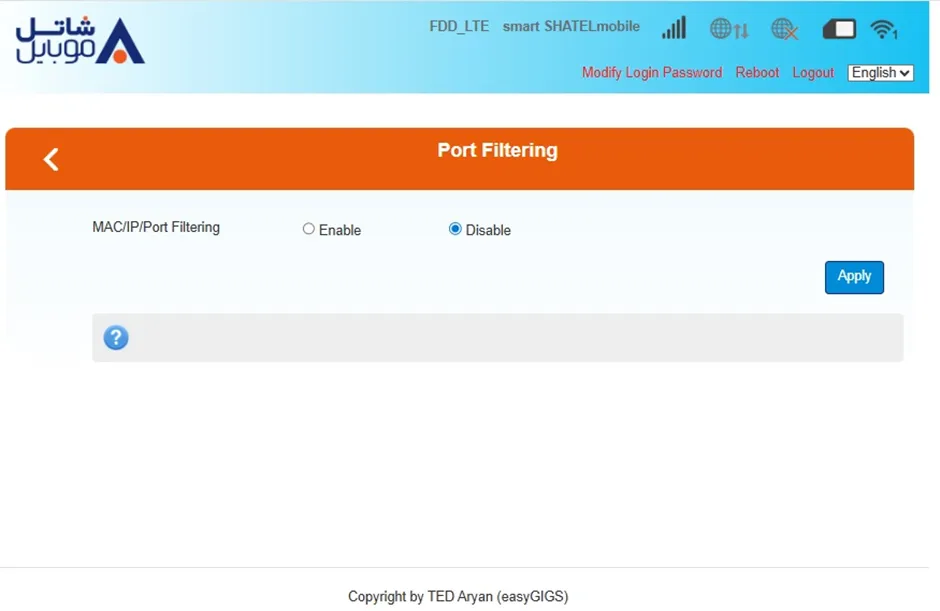 شاتل
موبایل
FDD_LTE smart SHATELmobile
1
Modify Login Password Reboot Logout English
Port Filtering
MAC/IP/Port Filtering Enable Disable
Apply
?
Copyright by TED Aryan (easyGIGS)